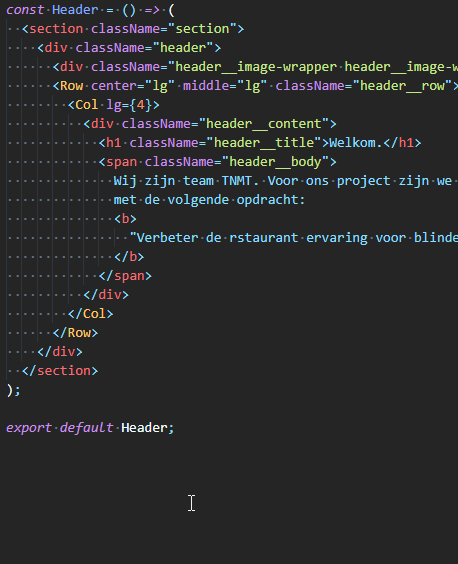 const Header = () => (
<section className="section">
<div className="header">
<div className="header__image-wrapper header__image-w
<Row center="lg" middle="lg" className="header__row">
<Col lg={4}>
<div className="header__content">
<h1 className="header__title">Welkom.</h1>
<span className="header__body">
Wij zijn team TNMT. Voor ons project zijn we
met de volgende opdracht:
<b>
"Verbeter de rstaurant ervaring voor blinde
</b>
</span>
</div>
</Col>
</Row>
</div>
</section>
);
export default Header;